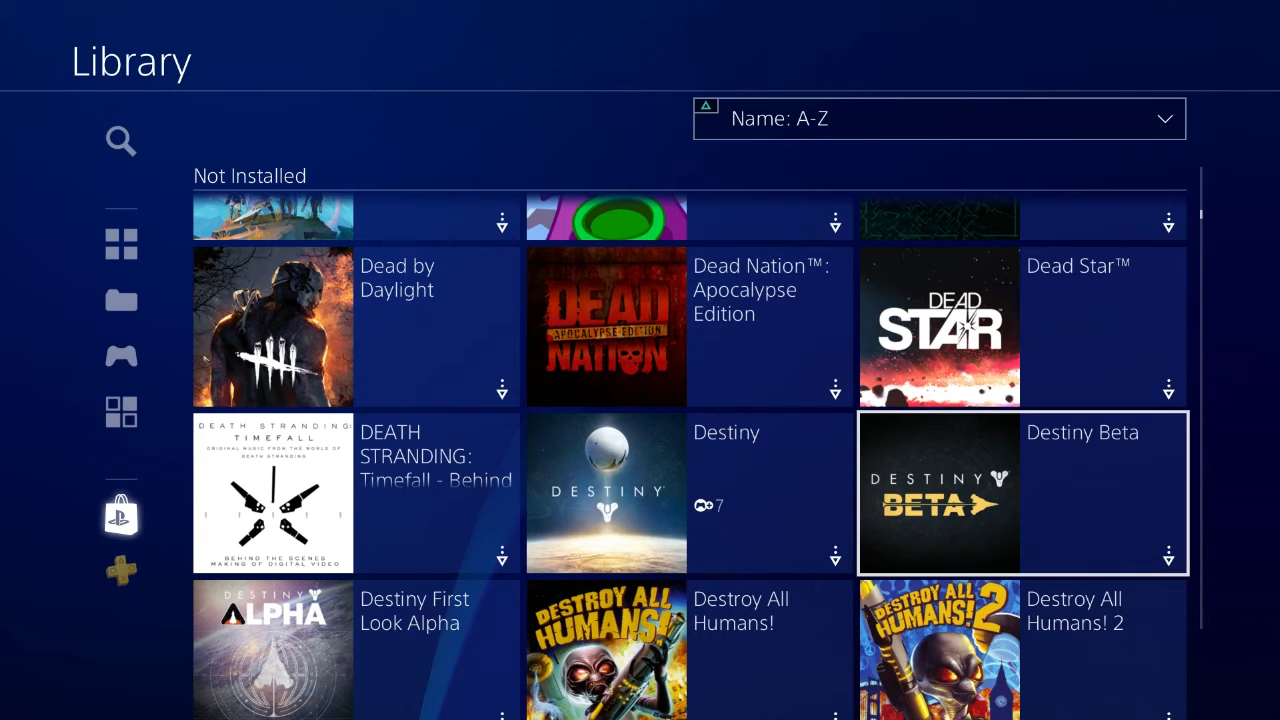 Library
Name: A-Z
Not Installed
Dead by
Daylight
DEAD
APOCALYPSE EDITION
NATION
Dead Nation™:
Apocalypse
Edition
DEAD
STAR
Dead Star™
DEATH STRANDING:
TIMEFALL
ORIGINAL MUSIC FROM THE WORLD OF
DEATH STRANDING
BEHIND THE SCENES
MAKING OF DIGITAL VIDEO
DEATH
STRANDING:
Timefall - Behind
DESTINY
Destiny
7
DESTINY
BETA
Destiny Beta
DESTINY
ALPHA
Destiny First
Look Alpha
DESTROY ALL
HUMANS!
Destroy All
Humans!
DESTROY ALL
HUMANS! 2
Destroy All
Humans! 2